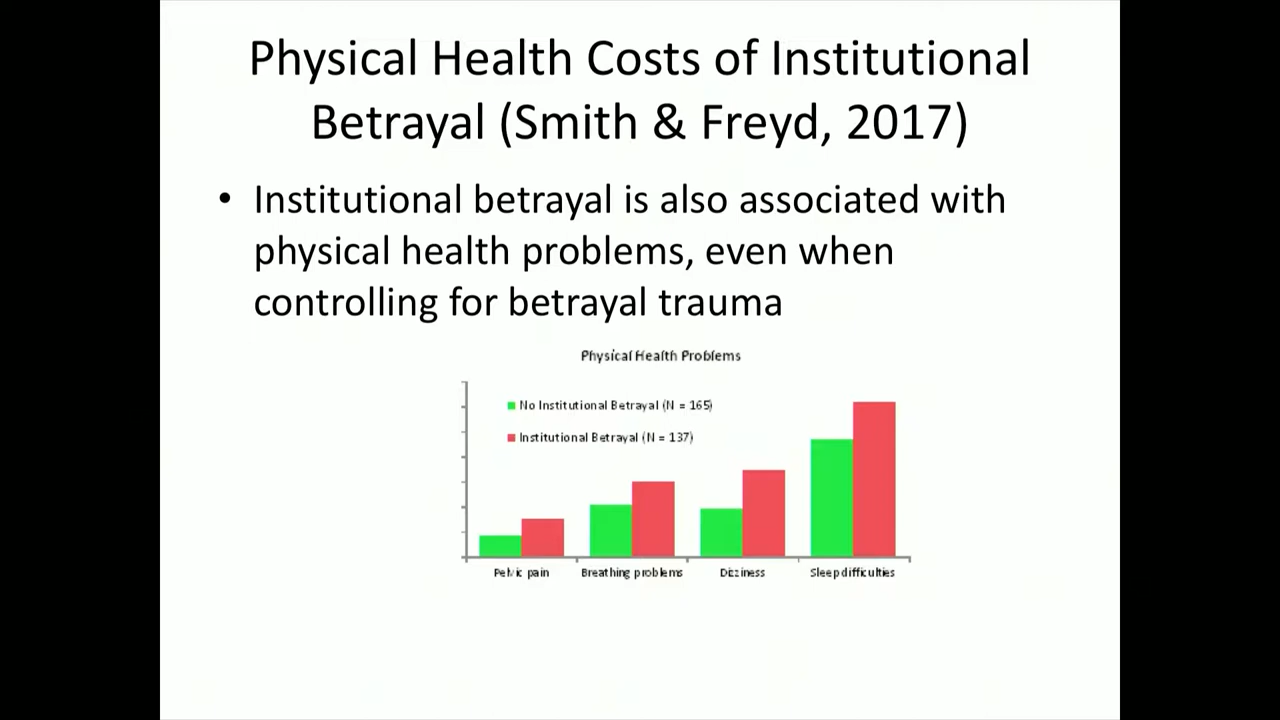 Physical Health Costs of Institutional
Betrayal (Smith & Freyd, 2017)
• Institutional betrayal is also associated with
physical health problems, even when
controlling for betrayal trauma
Physical Health Problems
No Institutional Betrayal (N = 165)
Institutional Betrayal (N = 137)
Pelvic pain Breathing problems Dizziness Sleep difficulties